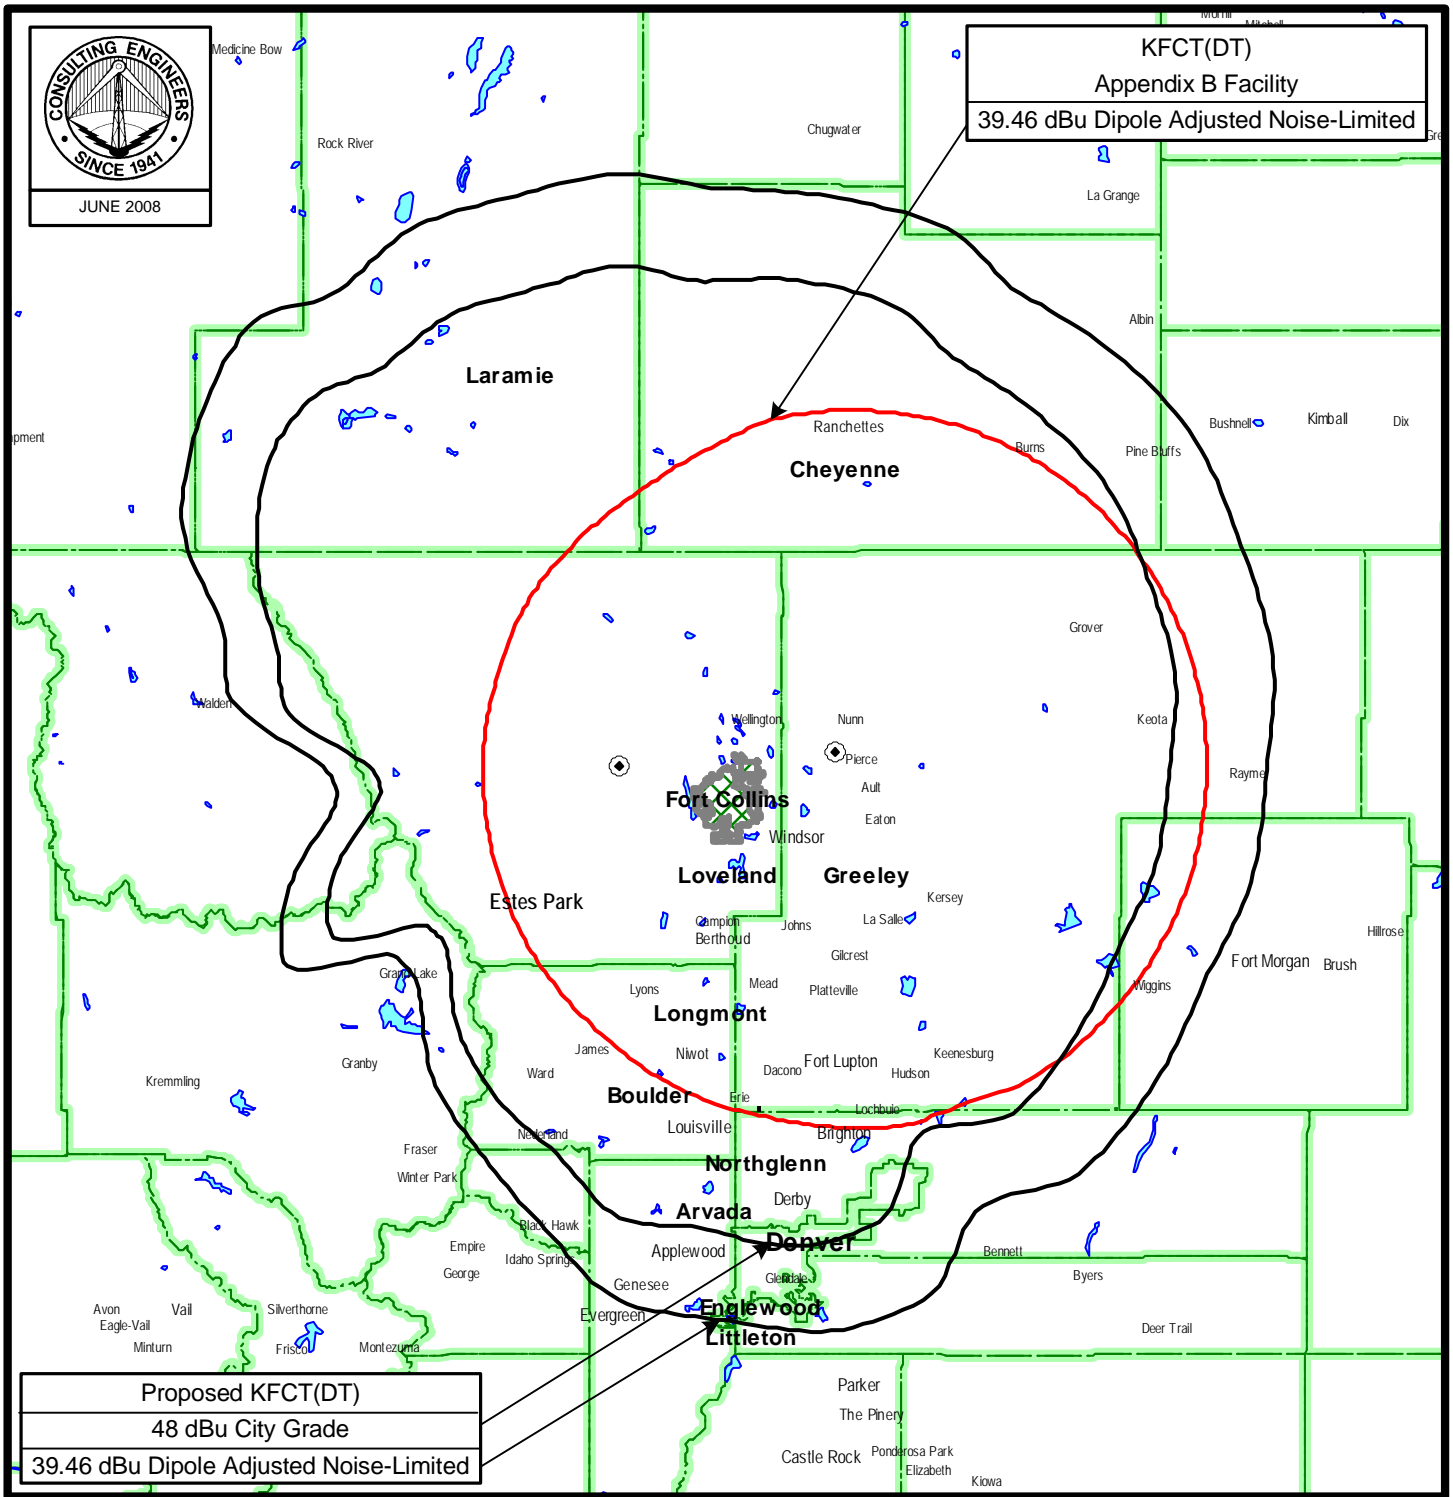 CONSULTING ENGINEERS
SINCE 1941
JUNE 2008
KFCT(DT)
Appendix B Facility
39.46 dBu Dipole Adjusted Noise-Limited
Medicine Bow
Mitchell
Rock River
Chugwater
La Grange
Albin
Laramie
Ranchettes
Burns
Bushnell
Kimball
Dix
Pine Bluffs
Cheyenne
Grover
Walden
Wellington
Nunn
Keota
Pierce
Raymer
Ault
Fort Collins
Eaton
Windsor
Loveland
Greeley
Estes Park
Kersey
La Salle
Campion
Johns
Berthoud
Hillrose
Gilcrest
Fort Morgan
Brush
Grand Lake
Lyons
Mead
Platteville
Wiggins
Longmont
James
Niwot
Keenesburg
Granby
Ward
Dacono
Fort Lupton
Hudson
Kremmling
Boulder
Erie
Lochbuie
Louisville
Brighton
Nederland
Fraser
Northglenn
Winter Park
Derby
Arvada
Black Hawk
Empire
Idaho Springs
Applewood
Denver
Bennett
George
Genesee
Glendale
Byers
Avon
Vail
Silverthorne
Evergreen
Englewood
Eagle-Vail
Littleton
Deer Trail
Minturn
Frisco
Montezuma
Proposed KFCT(DT)
48 dBu City Grade
39.46 dBu Dipole Adjusted Noise-Limited
Parker
The Pinery
Castle Rock
Ponderosa Park
Elizabeth
Kiowa